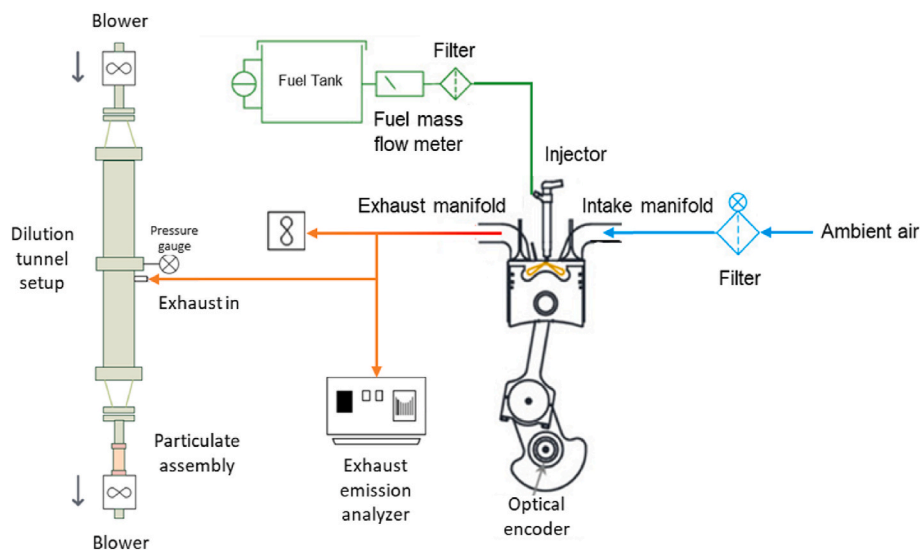 Blower
Fuel Tank
Filter
Fuel mass
flow meter
Injector
Exhaust manifold
Intake manifold
Ambient air
Filter
Dilution
tunnel
setup
Pressure
gauge
Exhaust in
Particulate
assembly
Exhaust
emission
analyzer
Optical
encoder
Blower